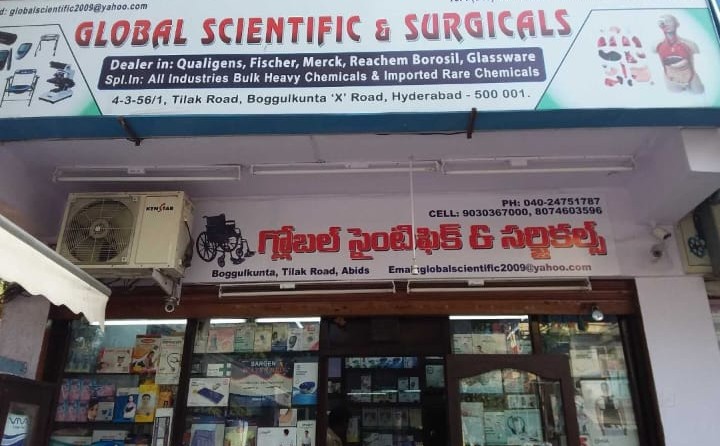 d: globalscientific2009@yahoo.com
GLOBAL SCIENTIFIC & SURGICALS
Dealer in: Qualigens, Fischer, Merck, Reachem Borosil, Glassware
Spl.In: All Industries Bulk Heavy Chemicals & Imported Rare Chemicals
4-3-56/1, Tilak Road, Boggulkunta 'X' Road, Hyderabad - 500 001.
PH: 040-24751787
CELL: 9030367000, 8074603596
గ్లోబల్ సైంటిఫిక్ & సర్జికల్స్
Boggulkunta, Tilak Road, Abids Email:globalscientific2009@yahoo.com
KENSTAR